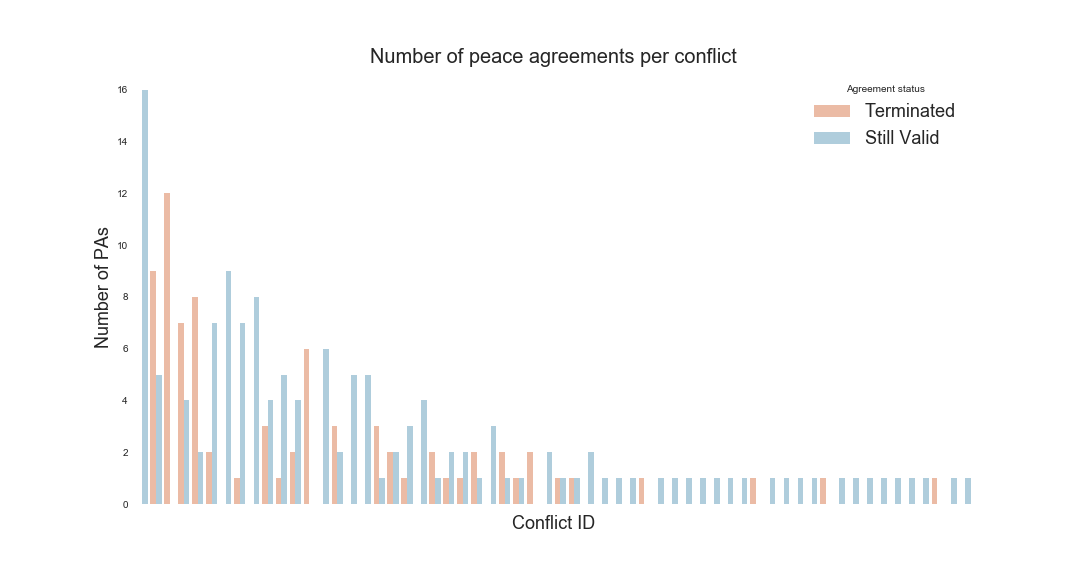 Number of peace agreements per conflict
Agreement status
Terminated
Still Valid
Number of PAs
16
14
12
10
8
6
4
2
0
Conflict ID